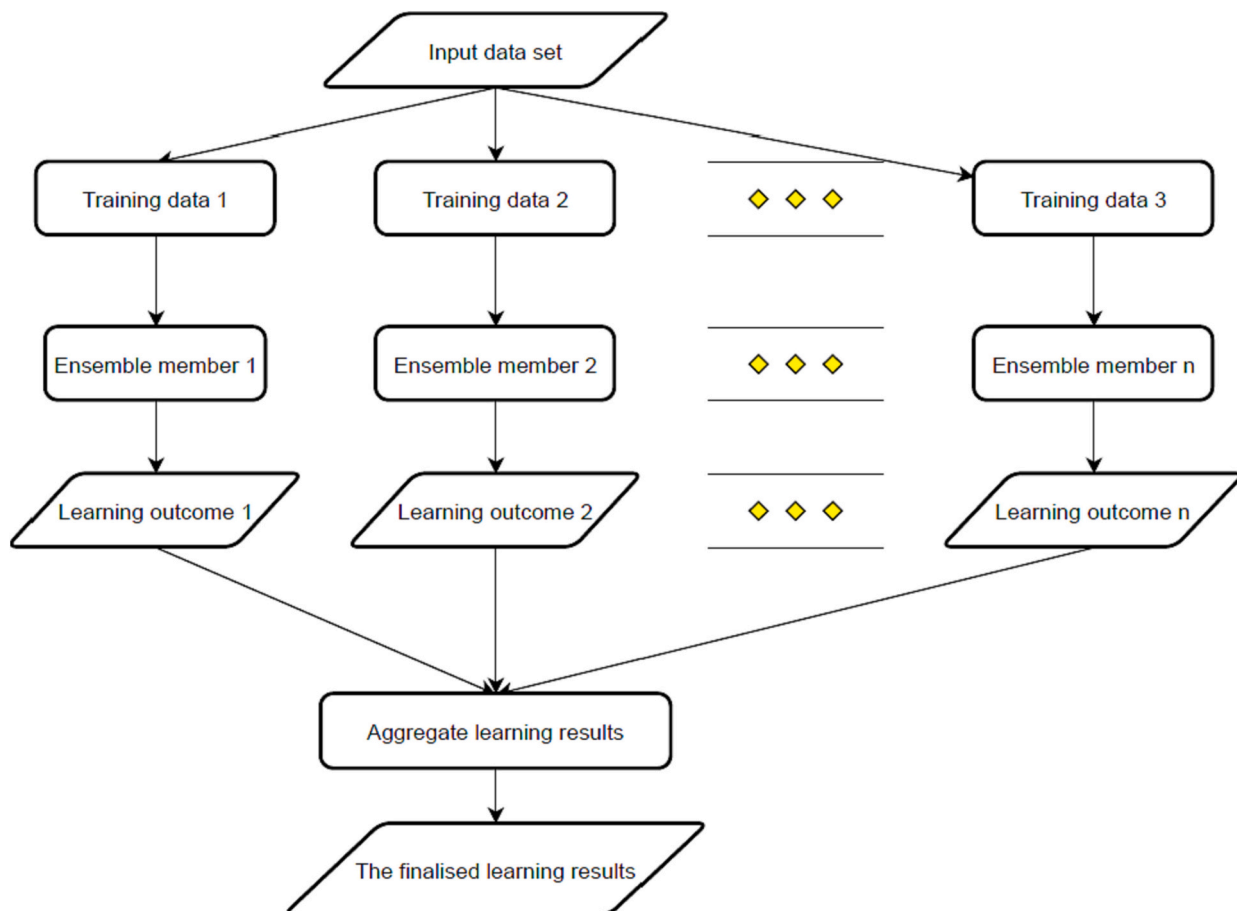 Input data set
Training data 1
Training data 2
Training data 3
Ensemble member 1
Ensemble member 2
Ensemble member n
Learning outcome 1
Learning outcome 2
Learning outcome n
Aggregate learning results
The finalised learning results